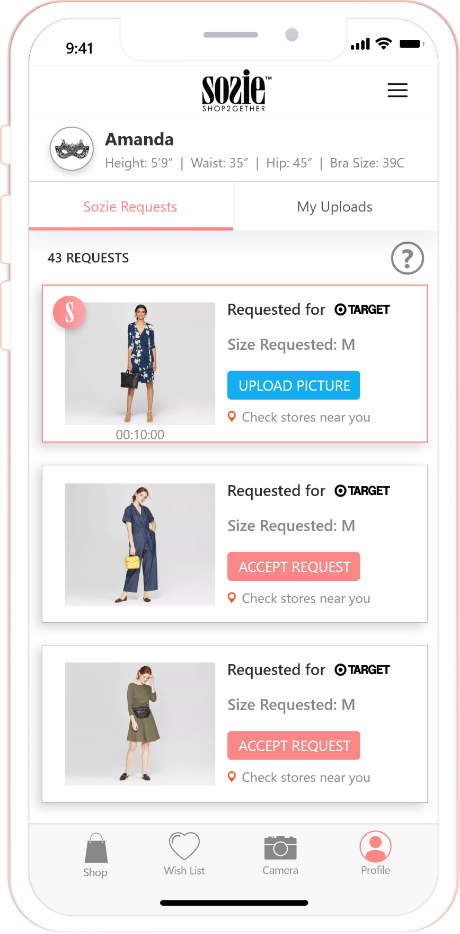 9:41
sozie™
SHOP2GETHER
Amanda
Height: 5'9" | Waist: 35" | Hip: 45" | Bra Size: 39C
Sozie Requests
My Uploads
43 REQUESTS
?
S
Requested for TARGET
Size Requested: M
UPLOAD PICTURE
Check stores near you
00:10:00
Requested for TARGET
Size Requested: M
ACCEPT REQUEST
Check stores near you
Requested for TARGET
Size Requested: M
ACCEPT REQUEST
Check stores near you
Shop
Wish List
Camera
Profile